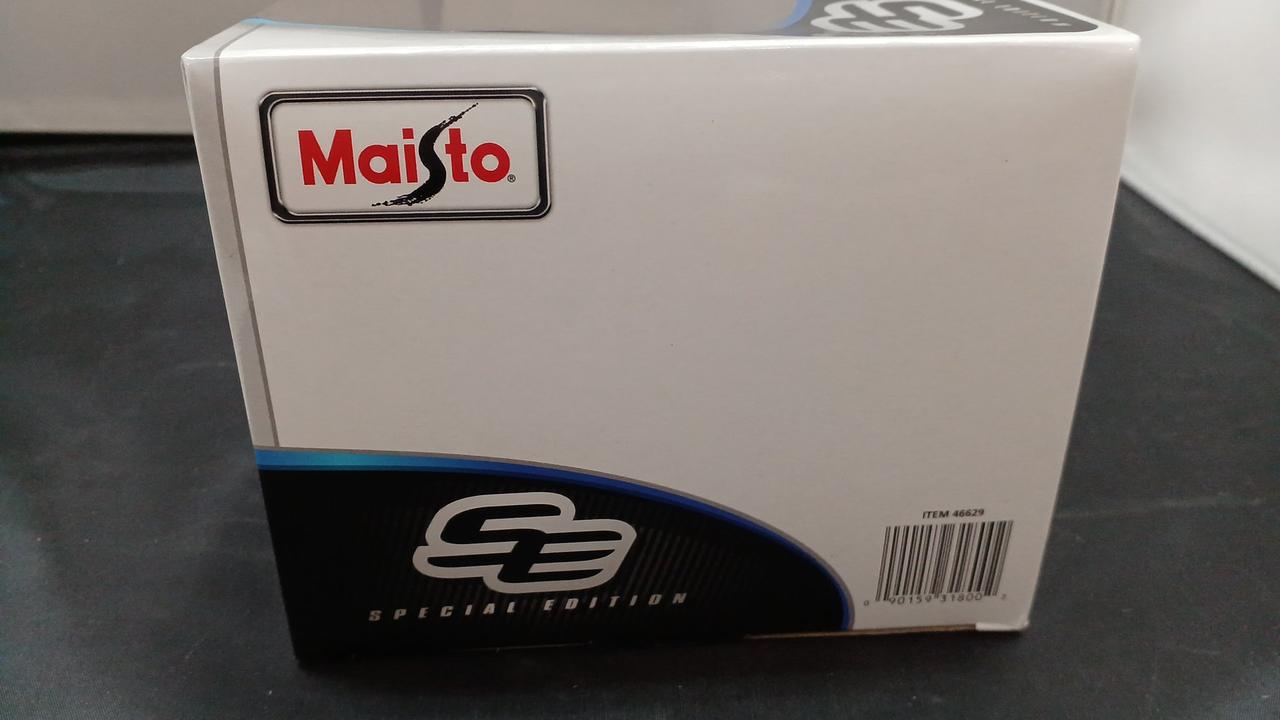 Maisto®
SE
SPECIAL EDITION
ITEM 46629
0 90159 31800 2